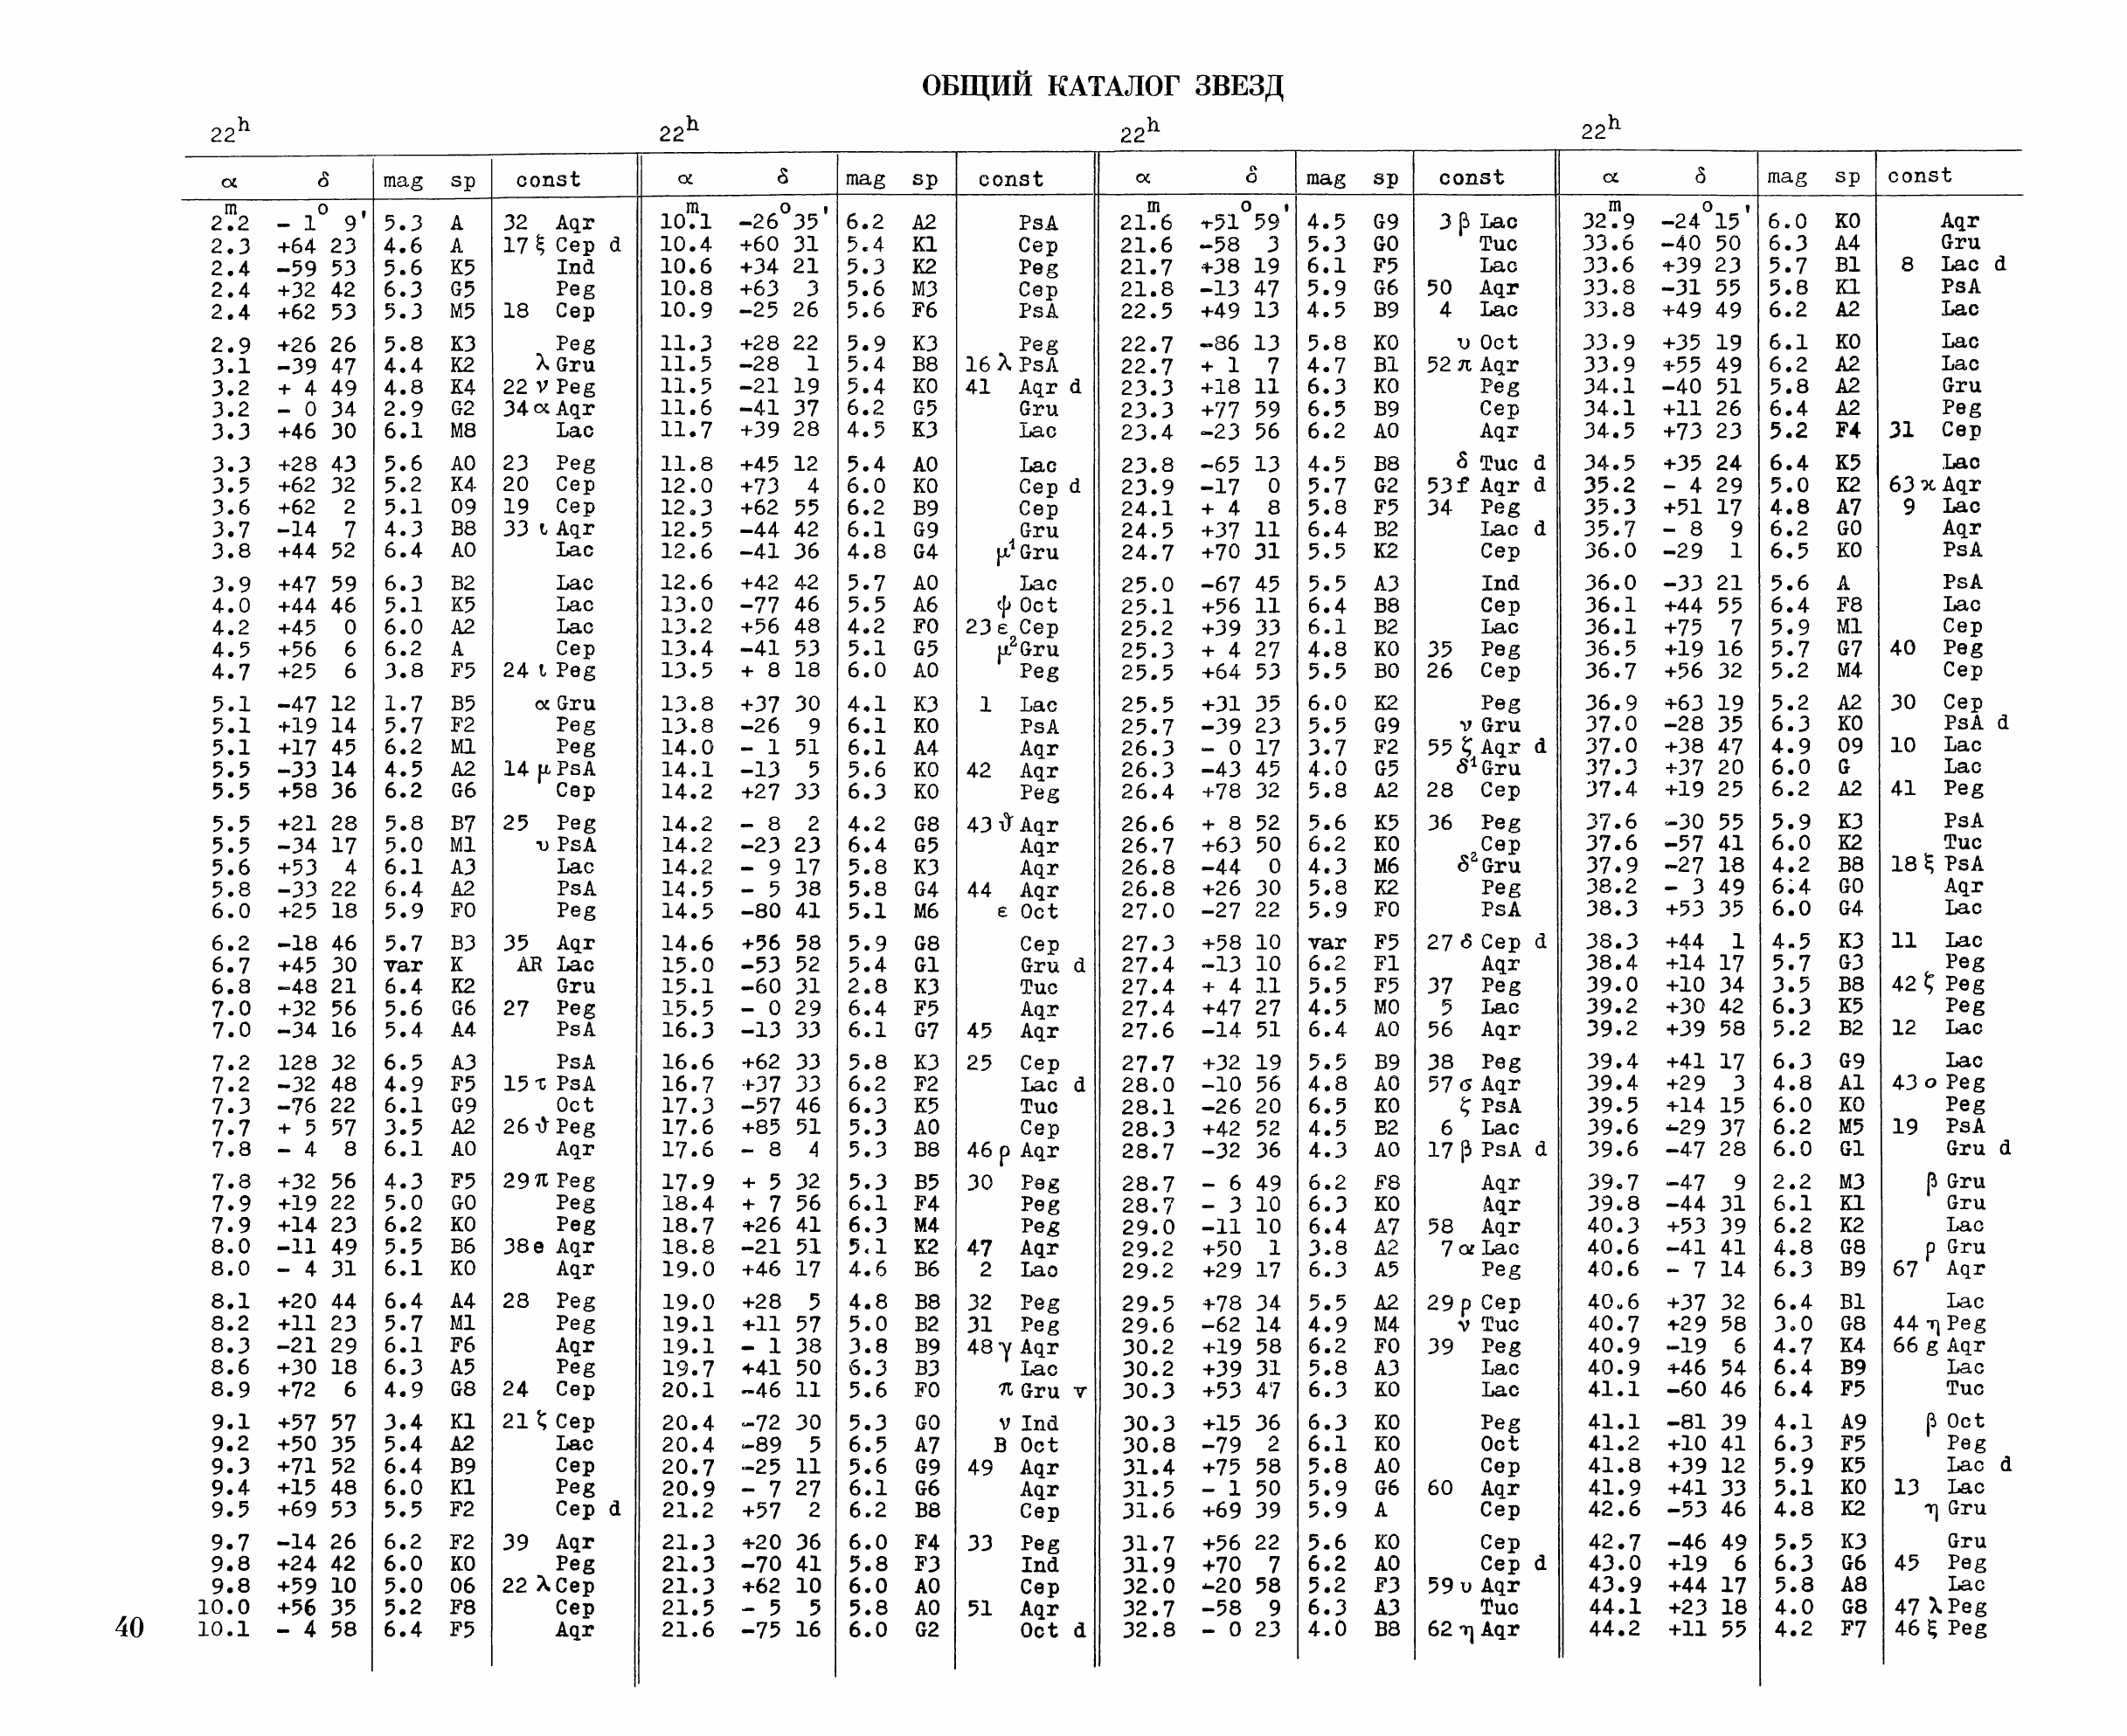 ОБЩИЙ КАТАЛОГ ЗВЕЗД
22h 22h 22h 22h
α δ mag sp const α δ mag sp const α δ mag sp const α δ mag sp const
m o ' m o ' m o ' m o '
2.2 - 1 9 5.3 A 32 Aqr 10.1 -26 35 6.2 A2 PsA 21.6 +51 59 4.5 G9 3 β Lac 32.9 -24 15 6.0 K0 Aqr
2.3 +64 23 4.6 A 17 ξ Cep d 10.4 +60 31 5.4 K1 Cep 21.6 -58 3 5.3 G0 Tuc 33.6 -40 50 6.3 A4 Gru
2.4 -59 53 5.6 K5 Ind 10.6 +34 21 5.3 K2 Peg 21.7 +38 19 6.1 F5 Lac 33.6 +39 23 5.7 B1 8 Lac d
2.4 +32 42 6.3 G5 Peg 10.8 +63 3 5.6 M3 Cep 21.8 -13 47 5.9 G6 50 Aqr 33.8 -31 55 5.8 K1 PsA
2.4 +62 53 5.3 M5 18 Cep 10.9 -25 26 5.6 F6 PsA 22.5 +49 13 4.5 B9 4 Lac 33.8 +49 49 6.2 A2 Lac
2.9 +26 26 5.8 K3 Peg 11.3 +28 22 5.9 K3 Peg 22.7 -86 13 5.8 K0 υ Oct 33.9 +35 19 6.1 K0 Lac
3.1 -39 47 4.4 K2 λ Gru 11.5 -28 1 5.4 B8 16 λ PsA 22.7 + 1 7 4.7 B1 52 π Aqr 33.9 +55 49 6.2 A2 Lac
3.2 + 4 49 4.8 K4 22 ν Peg 11.5 -21 19 5.4 K0 41 Aqr d 23.3 +18 11 6.3 K0 Peg 34.1 -40 51 5.8 A2 Gru
3.2 - 0 34 2.9 G2 34 α Aqr 11.6 -41 37 6.2 G5 Gru 23.3 +77 59 6.5 B9 Cep 34.1 +11 26 6.4 A2 Peg
3.3 +46 30 6.1 M8 Lac 11.7 +39 28 4.5 K3 Lac 23.4 -23 56 6.2 A0 Aqr 34.5 +73 23 5.2 F4 31 Cep
3.3 +28 43 5.6 A0 23 Peg 11.8 +45 12 5.4 A0 Lac 23.8 -65 13 4.5 B8 δ Tuc d 34.5 +35 24 6.4 K5 Lac
3.5 +62 32 5.2 K4 20 Cep 12.0 +73 4 6.0 K0 Cep d 23.9 -17 0 5.7 G2 53f Aqr d 35.2 - 4 29 5.0 K2 63 ϰ Aqr
3.6 +62 2 5.1 O9 19 Cep 12.3 +62 55 6.2 B9 Cep 24.1 + 4 8 5.8 F5 34 Peg 35.3 +51 17 4.8 A7 9 Lac
3.7 -14 7 4.3 B8 33 ι Aqr 12.5 -44 42 6.1 G9 Gru 24.5 +37 11 6.4 B2 Lac d 35.7 - 8 9 6.2 G0 Aqr
3.8 +44 52 6.4 A0 Lac 12.6 -41 36 4.8 G4 μ¹ Gru 24.7 +70 31 5.5 K2 Cep 36.0 -29 1 6.5 K0 PsA
3.9 +47 59 6.3 B2 Lac 12.6 +42 42 5.7 A0 Lac 25.0 -67 45 5.5 A3 Ind 36.0 -33 21 5.6 A PsA
4.0 +44 46 5.1 K5 Lac 13.0 -77 46 5.5 A6 ψ Oct 25.1 +56 11 6.4 B8 Cep 36.1 +44 55 6.4 F8 Lac
4.2 +45 0 6.0 A2 Lac 13.2 +56 48 4.2 F0 23 ε Cep 25.2 +39 33 6.1 B2 Lac 36.1 +75 7 5.9 M1 Cep
4.5 +56 6 6.2 A Cep 13.4 -41 53 5.1 G5 μ² Gru 25.3 + 4 27 4.8 K0 35 Peg 36.5 +19 16 5.7 G7 40 Peg
4.7 +25 6 3.8 F5 24 ι Peg 13.5 + 8 18 6.0 A0 Peg 25.5 +64 53 5.5 B0 26 Cep 36.7 +56 32 5.2 M4 Cep
5.1 -47 12 1.7 B5 α Gru 13.8 +37 30 4.1 K3 1 Lac 25.5 +31 35 6.0 K2 Peg 36.9 +63 19 5.2 A2 30 Cep
5.1 +19 14 5.7 F2 Peg 13.8 -26 9 6.1 K0 PsA 25.7 -39 23 5.5 G9 ν Gru 37.0 -28 35 6.3 K0 PsA d
5.1 +17 45 6.2 M1 Peg 14.0 - 1 51 6.1 A4 Aqr 26.3 - 0 17 3.7 F2 55 ζ Aqr d 37.0 +38 47 4.9 O9 10 Lac
5.5 -33 14 4.5 A2 14 μ PsA 14.1 -13 5 5.6 K0 42 Aqr 26.3 -43 45 4.0 G5 δ¹ Gru 37.3 +37 20 6.0 G Lac
5.5 +58 36 6.2 G6 Cep 14.2 +27 33 6.3 K0 Peg 26.4 +78 32 5.8 A2 28 Cep 37.4 +19 25 6.2 A2 41 Peg
5.5 +21 28 5.8 B7 25 Peg 14.2 - 8 2 4.2 G8 43 ϑ Aqr 26.6 + 8 52 5.6 K5 36 Peg 37.6 -30 55 5.9 K3 PsA
5.5 -34 17 5.0 M1 υ PsA 14.2 -23 23 6.4 G5 Aqr 26.7 +63 50 6.2 K0 Cep 37.6 -57 41 6.0 K2 Tuc
5.6 +53 4 6.1 A3 Lac 14.2 - 9 17 5.8 K3 Aqr 26.8 -44 0 4.3 M6 δ² Gru 37.9 -27 18 4.2 B8 18 ξ PsA
5.8 -33 22 6.4 A2 PsA 14.5 - 5 38 5.8 G4 44 Aqr 26.8 +26 30 5.8 K2 Peg 38.2 - 3 49 6.4 G0 Aqr
6.0 +25 18 5.9 F0 Peg 14.5 -80 41 5.1 M6 ε Oct 27.0 -27 22 5.9 F0 PsA 38.3 +53 35 6.0 G4 Lac
6.2 -18 46 5.7 B3 35 Aqr 14.6 +56 58 5.9 G8 Cep 27.3 +58 10 var F5 27 δ Cep d 38.3 +44 1 4.5 K3 11 Lac
6.7 +45 30 var K AR Lac 15.0 -53 52 5.4 G1 Gru d 27.4 -13 10 6.2 F1 Aqr 38.4 +14 17 5.7 G3 Peg
6.8 -48 21 6.4 K2 Gru 15.1 -60 31 2.8 K3 Tuc 27.4 + 4 11 5.5 F5 37 Peg 39.0 +10 34 3.5 B8 42 ζ Peg
7.0 +32 56 5.6 G6 27 Peg 15.5 - 0 29 6.4 F5 Aqr 27.4 +47 27 4.5 M0 5 Lac 39.2 +30 42 6.3 K5 Peg
7.0 -34 16 5.4 A4 PsA 16.3 -13 33 6.1 G7 45 Aqr 27.6 -14 51 6.4 A0 56 Aqr 39.2 +39 58 5.2 B2 12 Lac
7.2 128 32 6.5 A3 PsA 16.6 +62 33 5.8 K3 25 Cep 27.7 +32 19 5.5 B9 38 Peg 39.4 +41 17 6.3 G9 Lac
7.2 -32 48 4.9 F5 15 τ PsA 16.7 +37 33 6.2 F2 Lac d 28.0 -10 56 4.8 A0 57 σ Aqr 39.4 +29 3 4.8 A1 43 ο Peg
7.3 -76 22 6.1 G9 Oct 17.3 -57 46 6.3 K5 Tuc 28.1 -26 20 6.5 K0 ζ PsA 39.5 +14 15 6.0 K0 Peg
7.7 + 5 57 3.5 A2 26 ϑ Peg 17.6 +85 51 5.3 A0 Cep 28.3 +42 52 4.5 B2 6 Lac 39.6 -29 37 6.2 M5 19 PsA
7.8 - 4 8 6.1 A0 Aqr 17.6 - 8 4 5.3 B8 46 ρ Aqr 28.7 -32 36 4.3 A0 17 β PsA d 39.6 -47 28 6.0 G1 Gru d
7.8 +32 56 4.3 F5 29 π Peg 17.9 + 5 32 5.3 B5 30 Peg 28.7 - 6 49 6.2 F8 Aqr 39.7 -47 9 2.2 M3 β Gru
7.9 +19 22 5.0 G0 Peg 18.4 + 7 56 6.1 F4 Peg 28.7 - 3 10 6.3 K0 Aqr 39.8 -44 31 6.1 K1 Gru
7.9 +14 23 6.2 K0 Peg 18.7 +26 41 6.3 M4 Peg 29.0 -11 10 6.4 A7 58 Aqr 40.3 +53 39 6.2 K2 Lac
8.0 -11 49 5.5 B6 38e Aqr 18.8 -21 51 5.1 K2 47 Aqr 29.2 +50 1 3.8 A2 7 α Lac 40.6 -41 41 4.8 G8 ρ Gru
8.0 - 4 31 6.1 K0 Aqr 19.0 +46 17 4.6 B6 2 Lac 29.2 +29 17 6.3 A5 Peg 40.6 - 7 14 6.3 B9 67 Aqr
8.1 +20 44 6.4 A4 28 Peg 19.0 +28 5 4.8 B8 32 Peg 29.5 +78 34 5.5 A2 29 ρ Cep 40.6 +37 32 6.4 B1 Lac
8.2 +11 23 5.7 M1 Peg 19.1 +11 57 5.0 B2 31 Peg 29.6 -62 14 4.9 M4 ν Tuc 40.7 +29 58 3.0 G8 44 η Peg
8.3 -21 29 6.1 F6 Aqr 19.1 - 1 38 3.8 B9 48 γ Aqr 30.2 +19 58 6.2 F0 39 Peg 40.9 -19 6 4.7 K4 66 g Aqr
8.6 +30 18 6.3 A5 Peg 19.7 +41 50 6.3 B3 Lac 30.2 +39 31 5.8 A3 Lac 40.9 +46 54 6.4 B9 Lac
8.9 +72 6 4.9 G8 24 Cep 20.1 -46 11 5.6 F0 π Gru v 30.3 +53 47 6.3 K0 Lac 41.1 -60 46 6.4 F5 Tuc
9.1 +57 57 3.4 K1 21 ζ Cep 20.4 -72 30 5.3 G0 ν Ind 30.3 +15 36 6.3 K0 Peg 41.1 -81 39 4.1 A9 β Oct
9.2 +50 35 5.4 A2 Lac 20.4 -89 5 6.5 A7 B Oct 30.8 -79 2 6.1 K0 Oct 41.2 +10 41 6.3 F5 Peg
9.3 +71 52 6.4 B9 Cep 20.7 -25 11 5.6 G9 49 Aqr 31.4 +75 58 5.8 A0 Cep 41.8 +39 12 5.9 K5 Lac d
9.4 +15 48 6.0 K1 Peg 20.9 - 7 27 6.1 G6 Aqr 31.5 - 1 50 5.9 G6 60 Aqr 41.9 +41 33 5.1 K0 13 Lac
9.5 +69 53 5.5 F2 Cep d 21.2 +57 2 6.2 B8 Cep 31.6 +69 39 5.9 A Cep 42.6 -53 46 4.8 K2 η Gru
9.7 -14 26 6.2 F2 39 Aqr 21.3 +20 36 6.0 F4 33 Peg 31.7 +56 22 5.6 K0 Cep 42.7 -46 49 5.5 K3 Gru
9.8 +24 42 6.0 K0 Peg 21.3 -70 41 5.8 F3 Ind 31.9 +70 7 6.2 A0 Cep d 43.0 +19 6 6.3 G6 45 Peg
9.8 +59 10 5.0 O6 22 λ Cep 21.3 +62 10 6.0 A0 Cep 32.0 -20 58 5.2 F3 59 υ Aqr 43.9 +44 17 5.8 A8 Lac
10.0 +56 35 5.2 F8 Cep 21.5 - 5 5 5.8 A0 51 Aqr 32.7 -58 9 6.3 A3 Tuc 44.1 +23 18 4.0 G8 47 λ Peg
10.1 - 4 58 6.4 F5 Aqr 21.6 -75 16 6.0 G2 Oct d 32.8 - 0 23 4.0 B8 62 η Aqr 44.2 +11 55 4.2 F7 46 ξ Peg
40